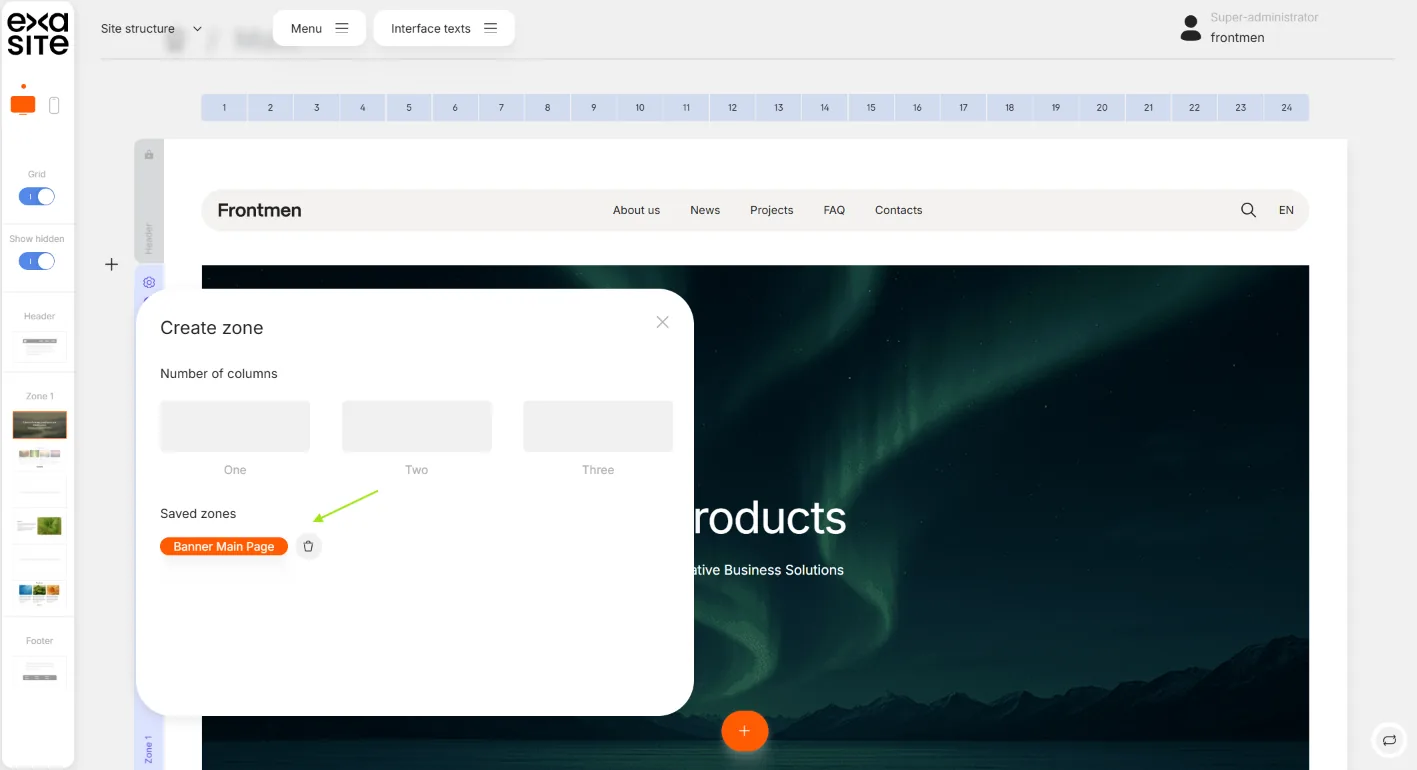 exa
SITE
Site structure
Menu
Interface texts
Super-administrator
frontmen
1 2 3 4 5 6 7 8 9 10 11 12 13 14 15 16 17 18 19 20 21 22 23 24
Grid
Show hidden
Header
Zone 1
Footer
Header
Frontmen
About us News Projects FAQ Contacts
EN
Create zone
Number of columns
One Two Three
Saved zones
Banner Main Page
roducts
ative Business Solutions
Zone 1